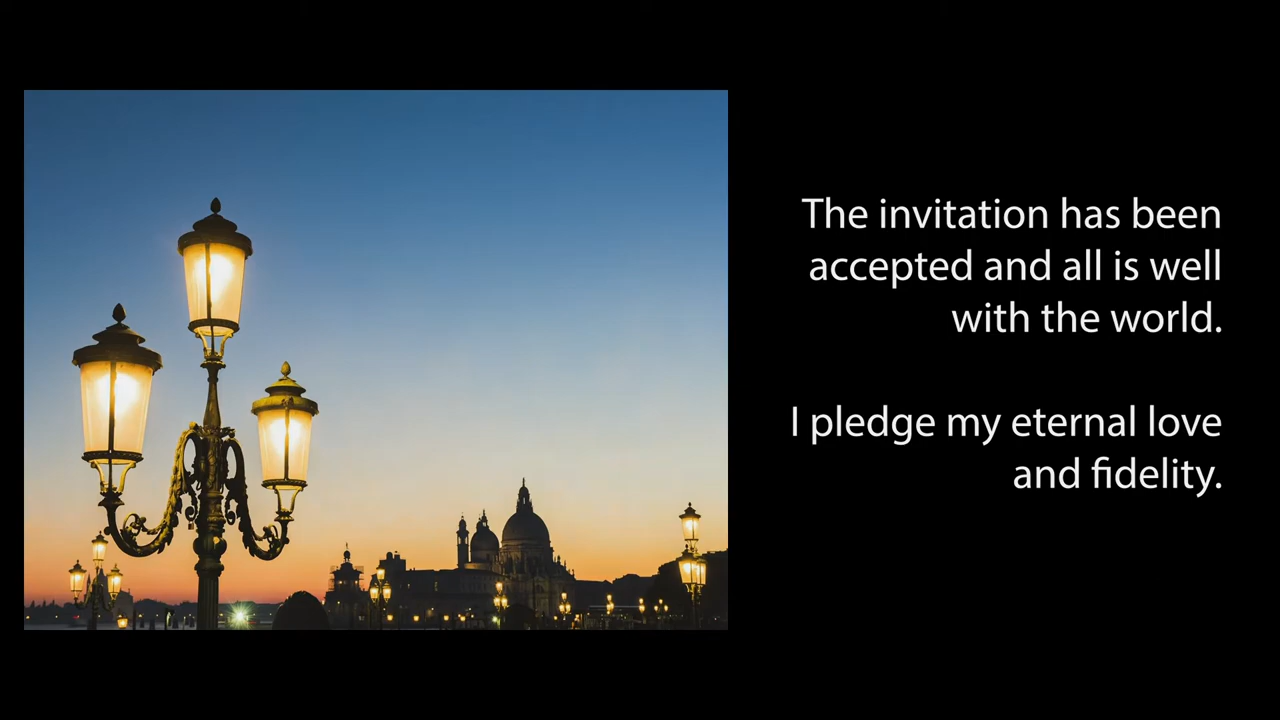 The invitation has been
accepted and all is well
with the world.
I pledge my eternal love
and fidelity.